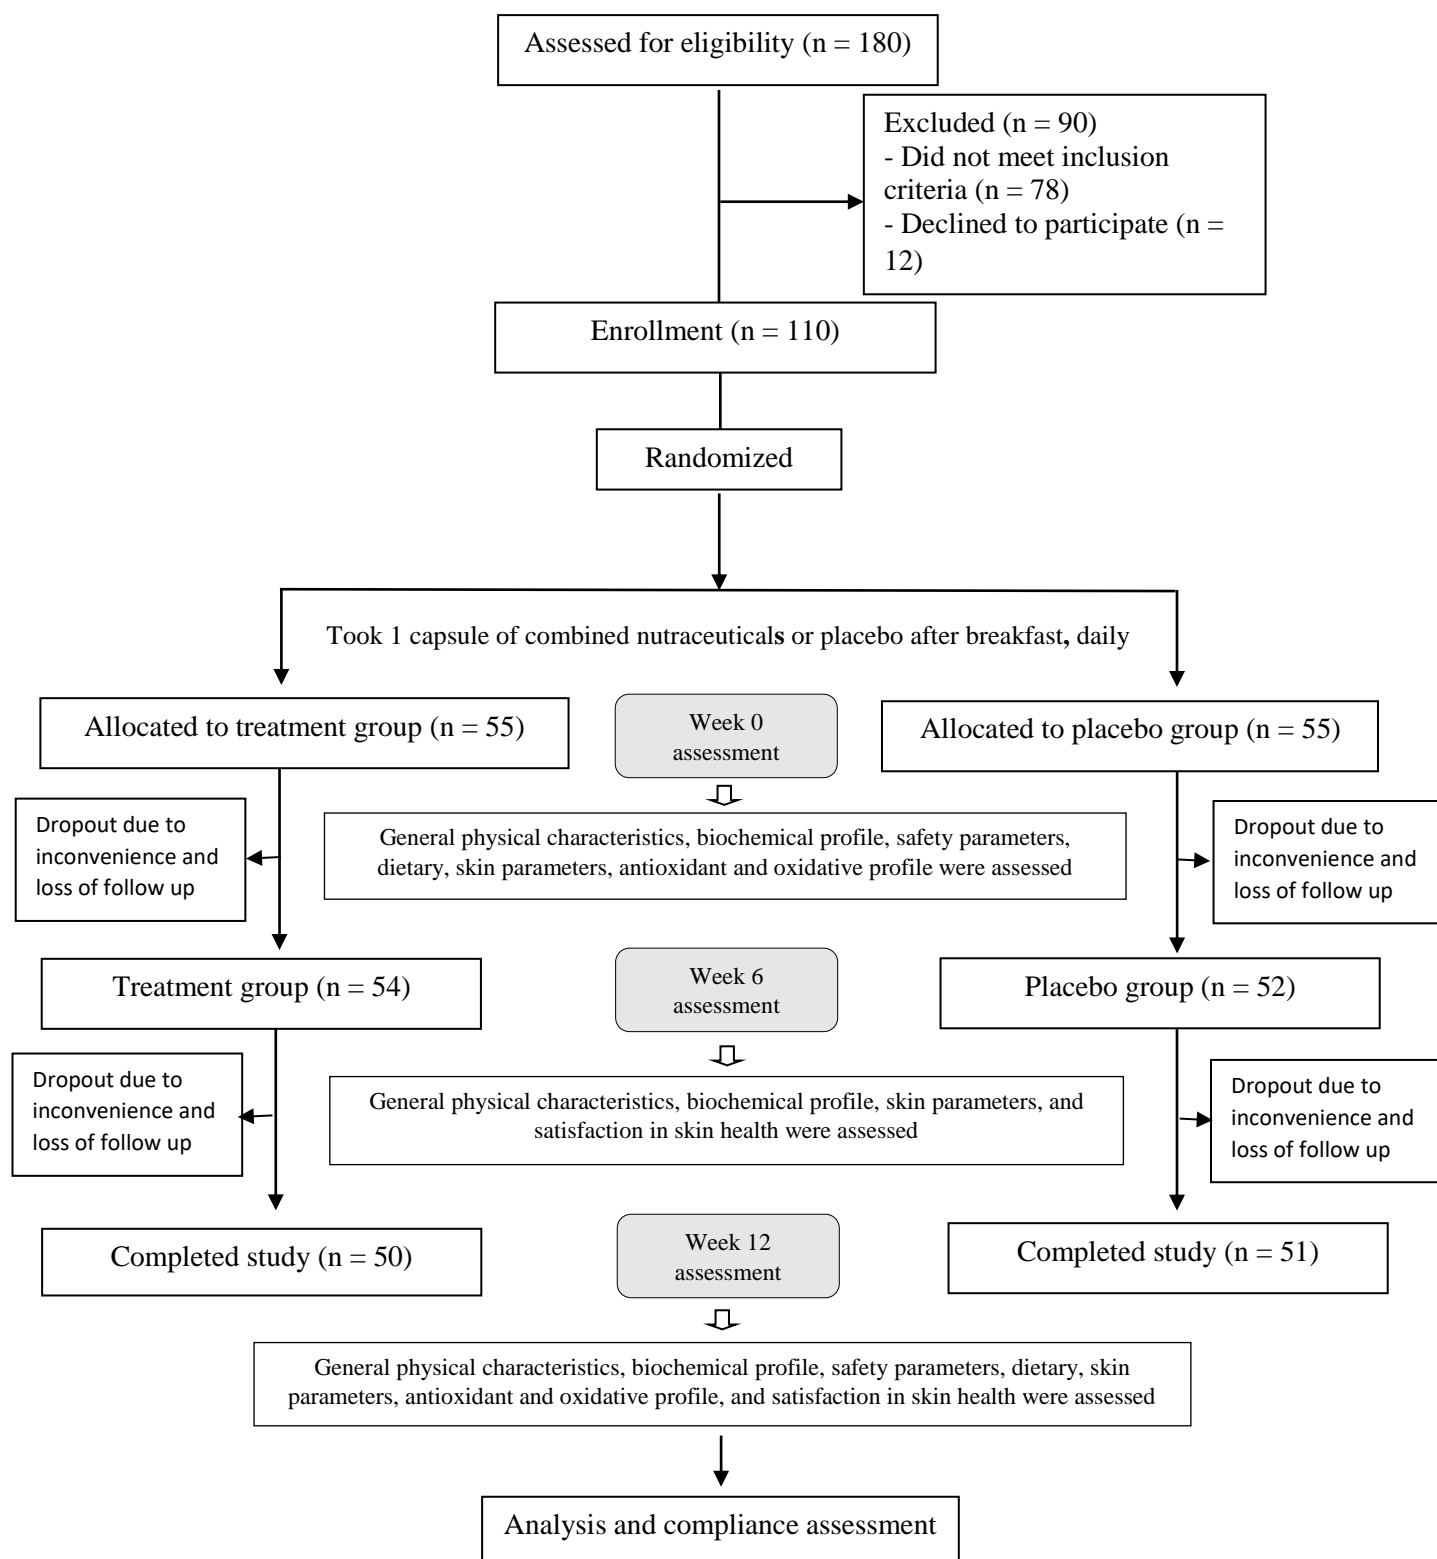 Assessed for eligibility (n = 180)
Excluded (n = 90)
- Did not meet inclusion
criteria (n = 78)
- Declined to participate (n =
12)
Enrollment (n = 110)
Randomized
Took 1 capsule of combined nutraceuticals or placebo after breakfast, daily
Allocated to treatment group (n = 55)
Week 0
assessment
Allocated to placebo group (n = 55)
Dropout due to
inconvenience and
loss of follow up
General physical characteristics, biochemical profile, safety parameters,
dietary, skin parameters, antioxidant and oxidative profile were assessed
Dropout due to
inconvenience and
loss of follow up
Treatment group (n = 54)
Week 6
assessment
Placebo group (n = 52)
Dropout due to
inconvenience and
loss of follow up
General physical characteristics, biochemical profile, skin parameters, and
satisfaction in skin health were assessed
Dropout due to
inconvenience and
loss of follow up
Completed study (n = 50)
Week 12
assessment
Completed study (n = 51)
General physical characteristics, biochemical profile, safety parameters, dietary, skin
parameters, antioxidant and oxidative profile, and satisfaction in skin health were assessed
Analysis and compliance assessment